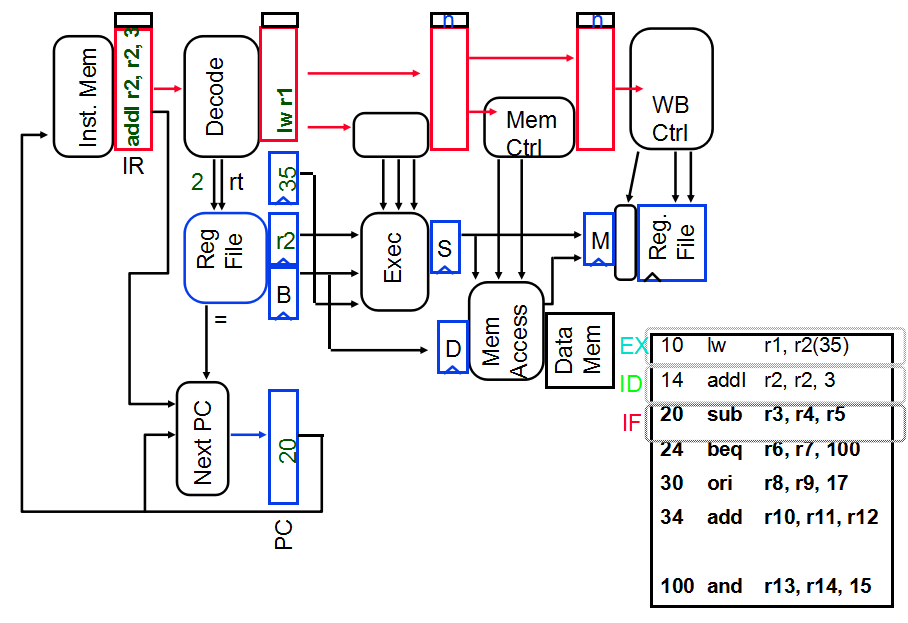 n
n
Inst. Mem
addI r2, r2, 3
Decode
lw r1
Mem
Ctrl
WB
Ctrl
IR
2
rt
35
Reg
File
r2
B
Exec
S
M
Reg.
File
=
D
Mem
Access
Data
Mem
Next PC
20
PC
EX 10 lw r1, r2(35)
ID 14 addI r2, r2, 3
IF 20 sub r3, r4, r5
24 beq r6, r7, 100
30 ori r8, r9, 17
34 add r10, r11, r12
100 and r13, r14, 15